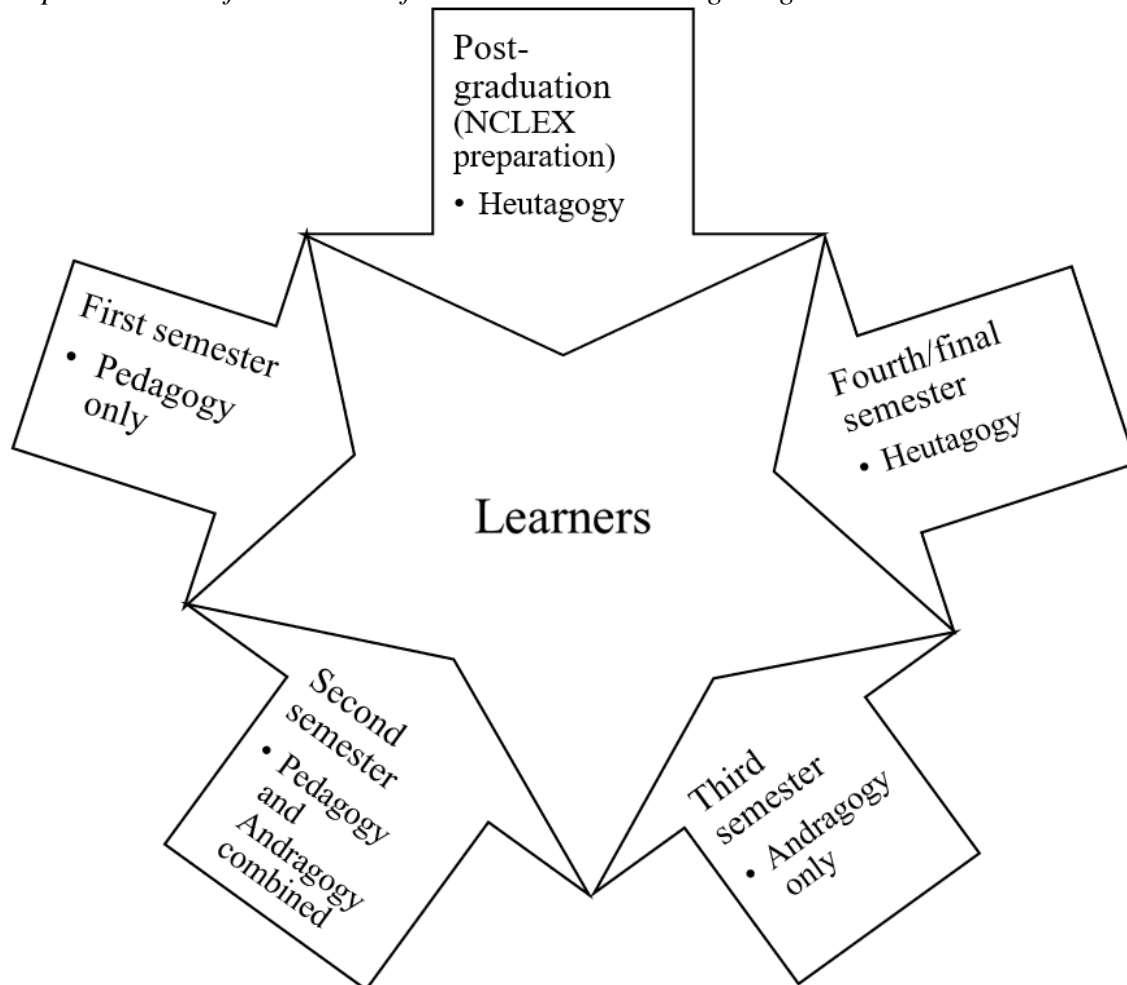 Post-
graduation
(NCLEX
preparation)
• Heutagogy
First semester
• Pedagogy
only
Fourth/final
semester
• Heutagogy
Learners
Second
semester
• Pedagogy
and
Andragogy
combined
Third
semester
• Andragogy
only